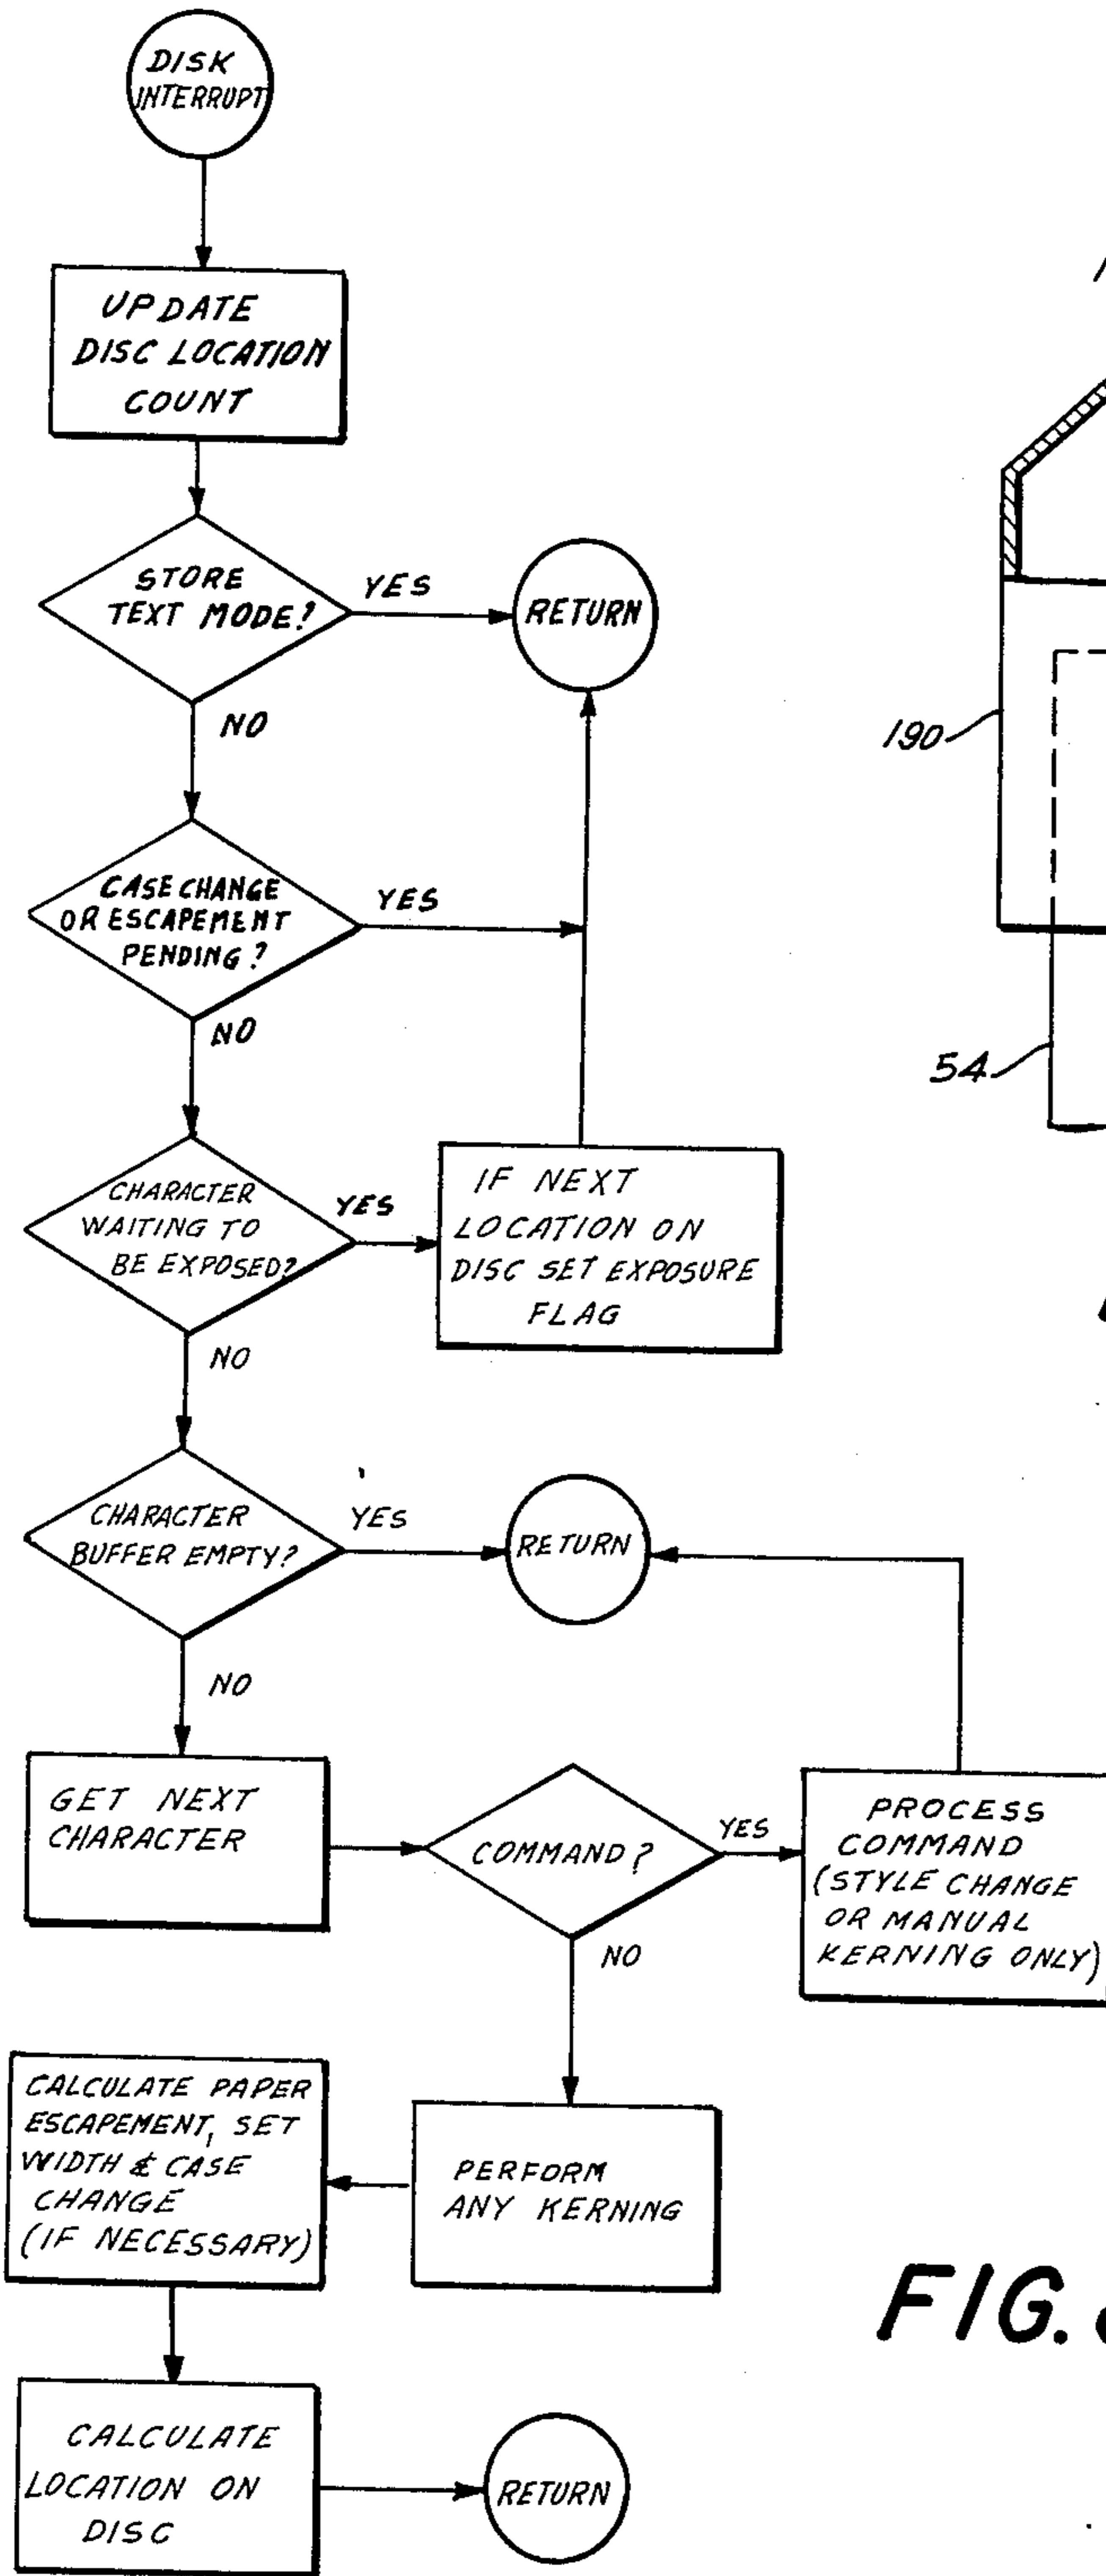 DISK
INTERRUPT
UPDATE
DISC LOCATION
COUNT
STORE
TEXT MODE?
YES
RETURN
NO
190
CASE CHANGE
OR ESCAPEMENT
PENDING?
YES
NO
54
CHARACTER
WAITING TO
BE EXPOSED?
YES
IF NEXT
LOCATION ON
DISC SET EXPOSURE
FLAG
NO
CHARACTER
BUFFER EMPTY?
YES
RETURN
NO
GET NEXT
CHARACTER
COMMAND?
YES
PROCESS
COMMAND
(STYLE CHANGE
OR MANUAL
KERNING ONLY)
NO
CALCULATE PAPER
ESCAPEMENT, SET
WIDTH & CASE
CHANGE
(IF NECESSARY)
PERFORM
ANY KERNING
FIG.
CALCULATE
LOCATION ON
DISC
RETURN